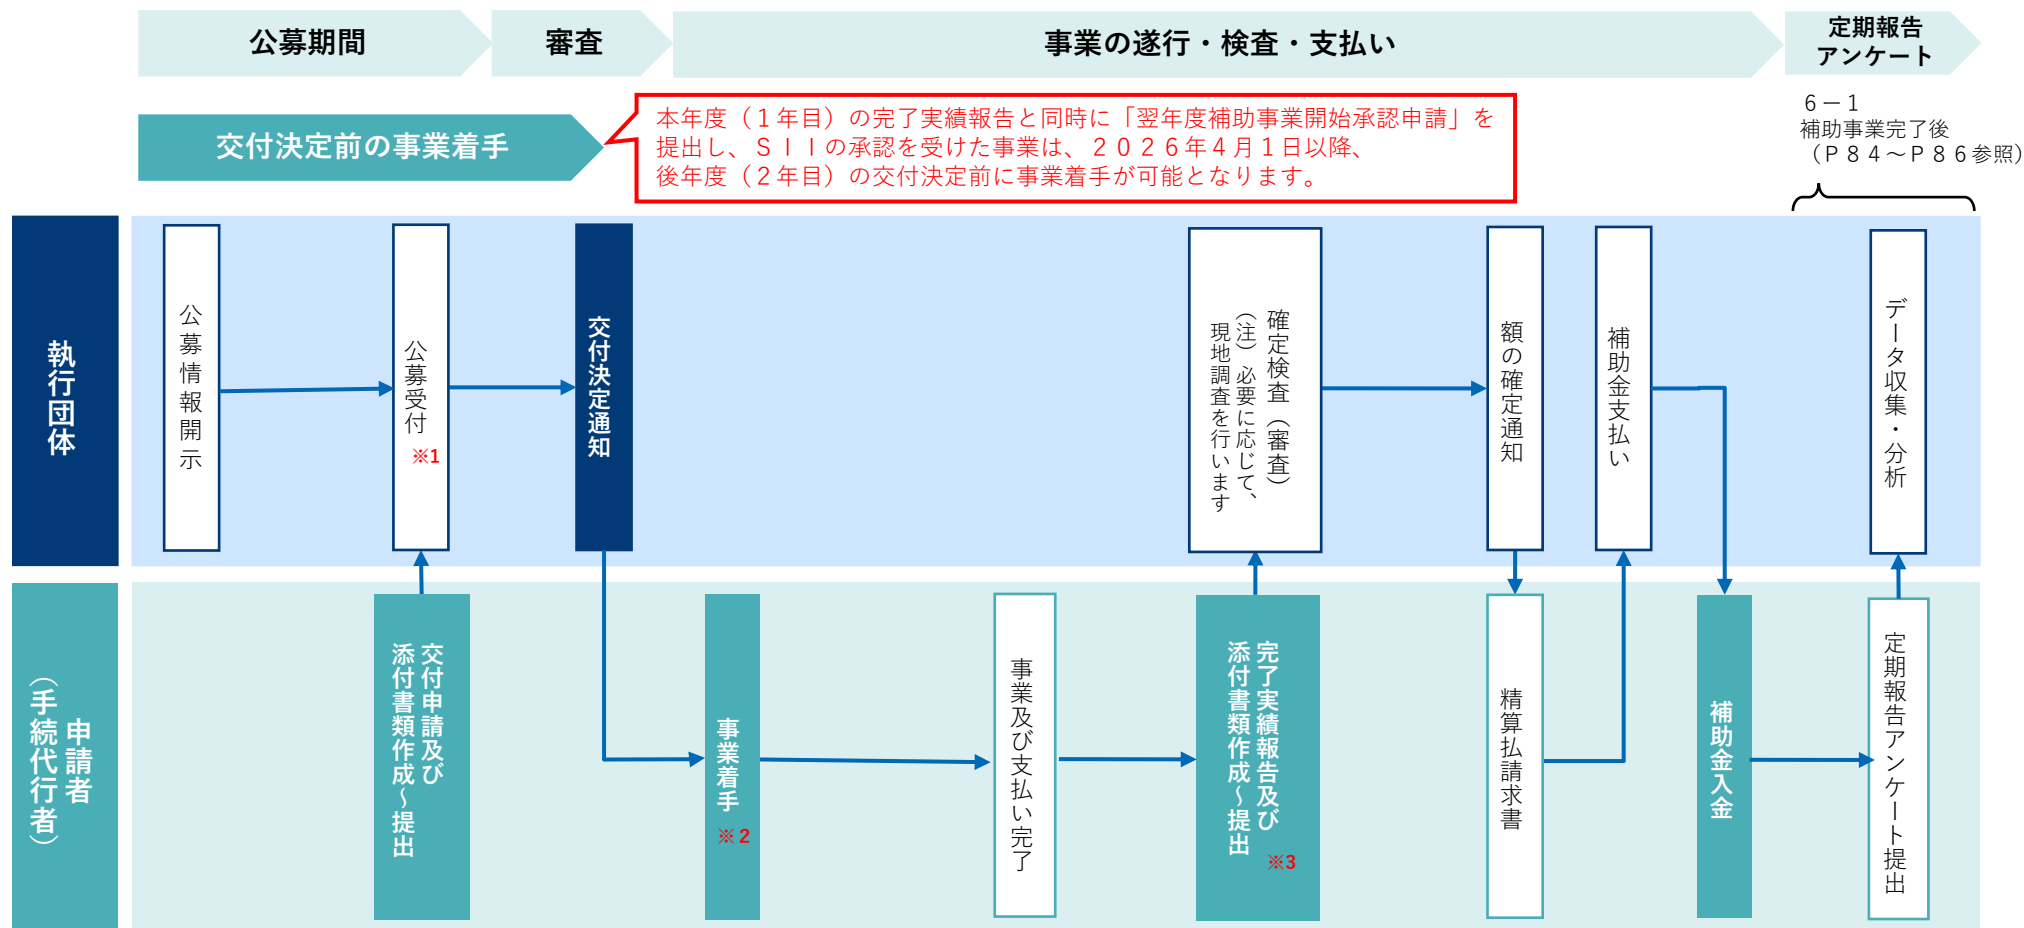 公募期間
審査
事業の遂行・検査・支払い
定期報告
アンケート
交付決定前の事業着手
本年度（１年目）の完了実績報告と同時に「翌年度補助事業開始承認申請」を
提出し、ＳＩＩの承認を受けた事業は、２０２６年４月１日以降、
後年度（２年目）の交付決定前に事業着手が可能となります。
６－１
補助事業完了後
（Ｐ８４～Ｐ８６参照）
執行団体
公募情報開示
公募受付
※1
交付決定通知
確定検査（審査）
（注）必要に応じて、
現地調査を行います
額の確定通知
補助金支払い
データ収集・分析
申請者
（手続代行者）
交付申請及び
添付書類作成～提出
事業着手
※２
事業及び支払い完了
完了実績報告及び
添付書類作成～提出
※3
精算払請求書
補助金入金
定期報告アンケート提出